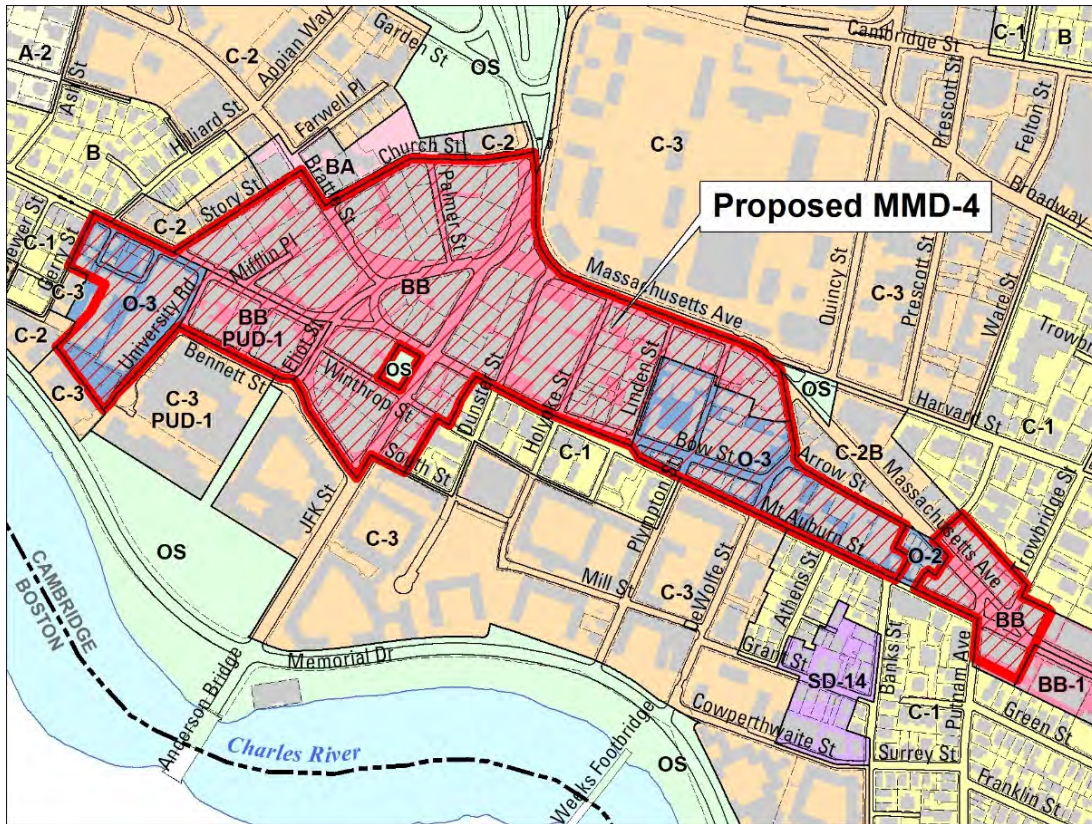 A-2
Ash St
C-2
Appian Way
Garden St
OS
Cambridge St
C-1
B
Hilliard St
Farwell Pl
Church St
C-2
BA
Brattle St
Palmer St
C-3
Prescott St
Felton St
Broadway
B
Story St
C-2
Proposed MMD-4
C-1
Gerry St
Mifflin Pl
C-3
O-3
University Rd
BB
Massachusetts Ave
Quincy St
C-3
Prescott St
Ware St
C-2
BB
PUD-1
Eliot St
OS
Bennett St
Winthrop St
Dunster St
Holyoke St
Linden St
OS
Harvard St
C-1
C-3
C-3
PUD-1
South St
C-1
Bow St
O-3
Arrow St
C-2B
Massachusetts Ave
Trowbridge St
Trowbridge St
JFK St
C-3
Plympton St
Mt Auburn St
O-2
OS
Mill St
C-3
DeWolfe St
Athens St
BB
CAMBRIDGE
BOSTON
Memorial Dr
Grant St
SD-14
Banks St
Putnam Ave
BB-1
Anderson Bridge
Cowperthwaite St
C-1
Green St
Charles River
Weeks Footbridge
OS
Surrey St
Franklin St